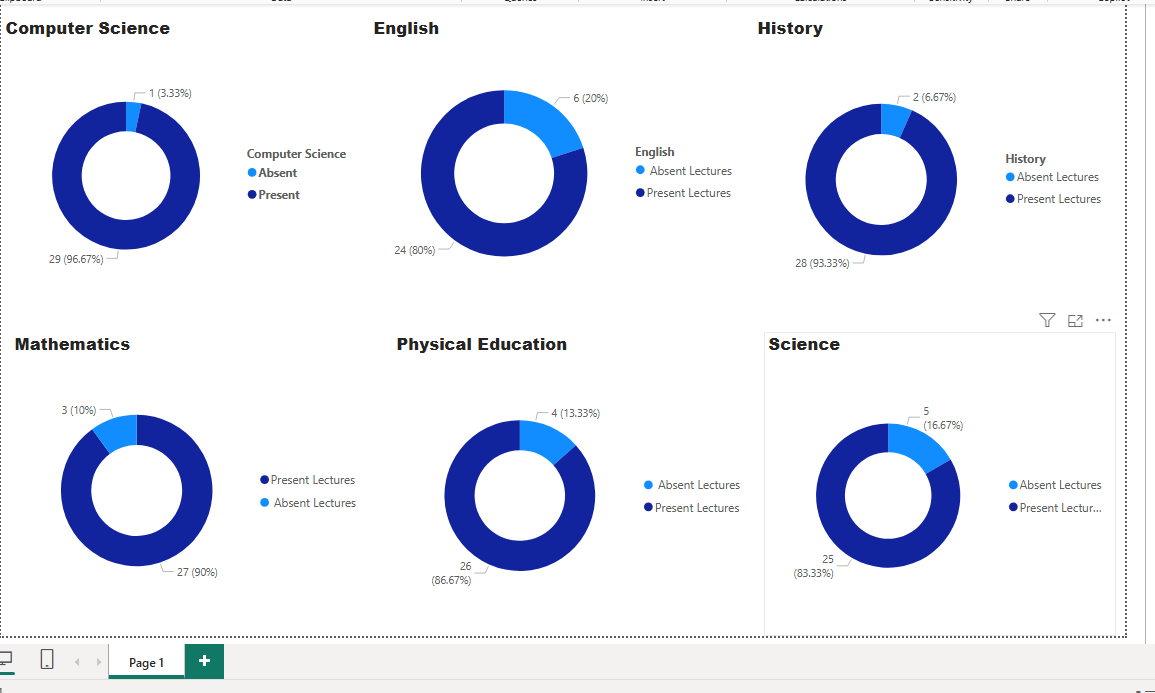 Computer Science
1 (3.33%)
Computer Science
Absent
Present
29 (96.67%)
English
6 (20%)
English
Absent Lectures
Present Lectures
24 (80%)
History
2 (6.67%)
History
Absent Lectures
Present Lectures
28 (93.33%)
Mathematics
3 (10%)
Present Lectures
Absent Lectures
27 (90%)
Physical Education
4 (13.33%)
Absent Lectures
Present Lectures
26
(86.67%)
Science
5
(16.67%)
Absent Lectures
Present Lectur...
25
(83.33%)
Page 1